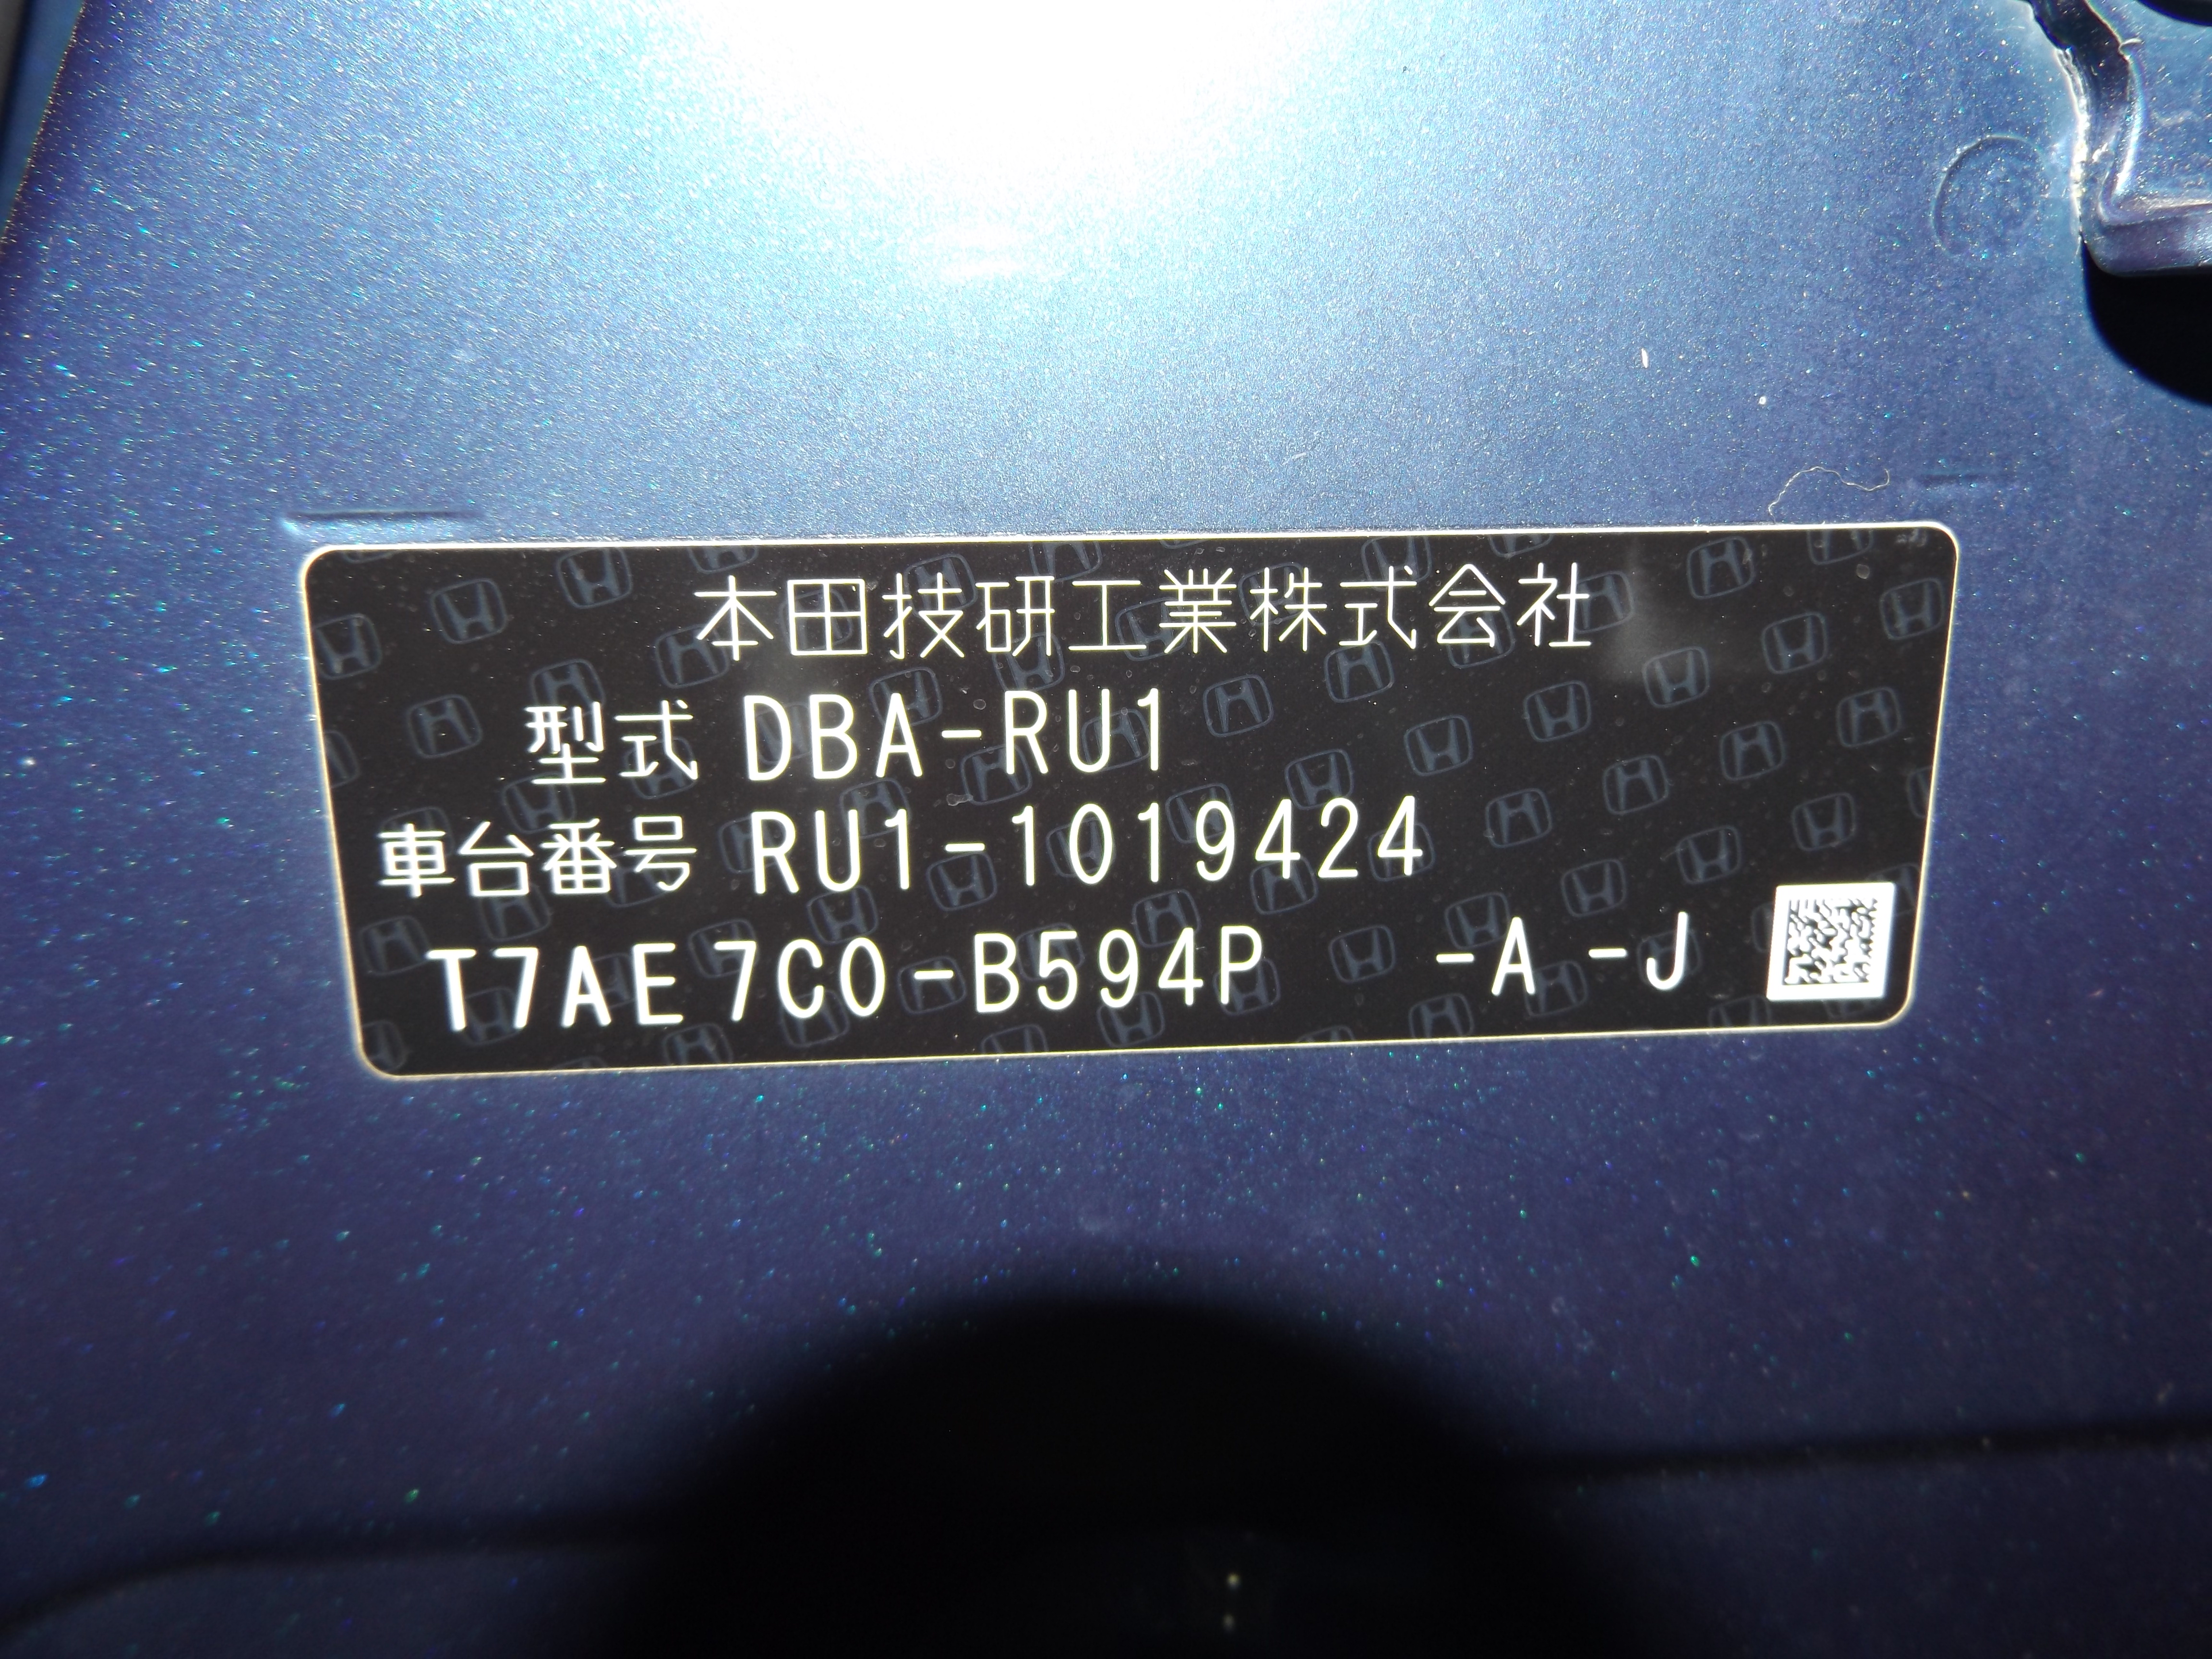 本田技研工業株式会社
型式 DBA-RU1
車台番号 RU1-1019424
T7AE7C0-B594P -A -J